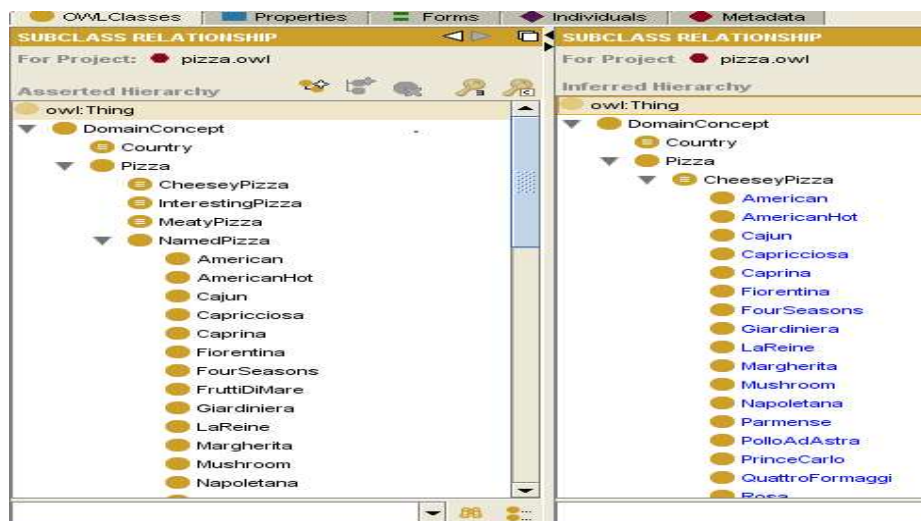 OWLClasses Properties Forms Individuals Metadata
SUBCLASS RELATIONSHIP
For Project: pizza.owl
Asserted Hierarchy
owl:Thing
DomainConcept
Country
Pizza
CheeseyPizza
InterestingPizza
MeatyPizza
NamedPizza
American
AmericanHot
Cajun
Capricciosa
Caprina
Fiorentina
FourSeasons
FruttiDiMare
Giardiniera
LaReine
Margherita
Mushroom
Napoletana
SUBCLASS RELATIONSHIP
For Project pizza.owl
Inferred Hierarchy
owl:Thing
DomainConcept
Country
Pizza
CheeseyPizza
American
AmericanHot
Cajun
Capricciosa
Caprina
Fiorentina
FourSeasons
Giardiniera
LaReine
Margherita
Mushroom
Napoletana
Parmense
PolloAdAstra
PrinceCarlo
QuattroFormaggi
Rosa